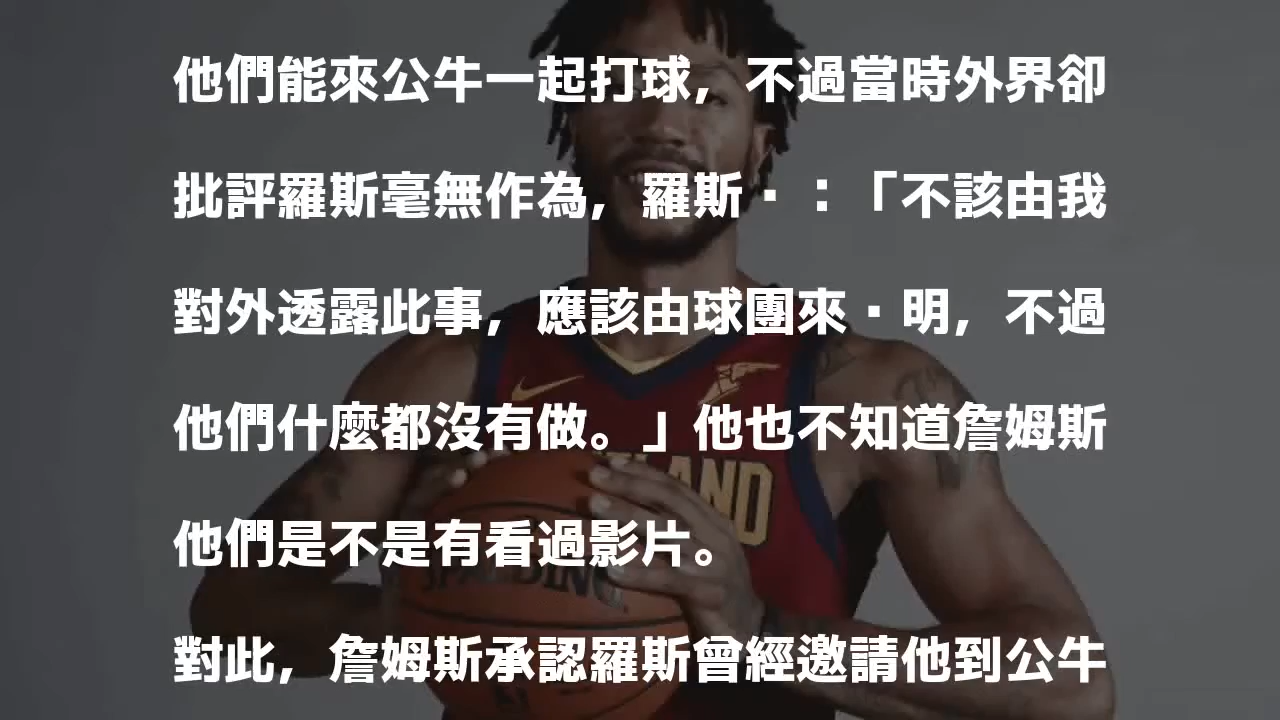 他們能來公牛一起打球，不過當時外界卻
批評羅斯毫無作為，羅斯▪：「不該由我
對外透露此事，應該由球團來▪明，不過
他們什麼都沒有做。」他也不知道詹姆斯
他們是不是有看過影片。
對此，詹姆斯承認羅斯曾經邀請他到公牛
LAND
SPALDING